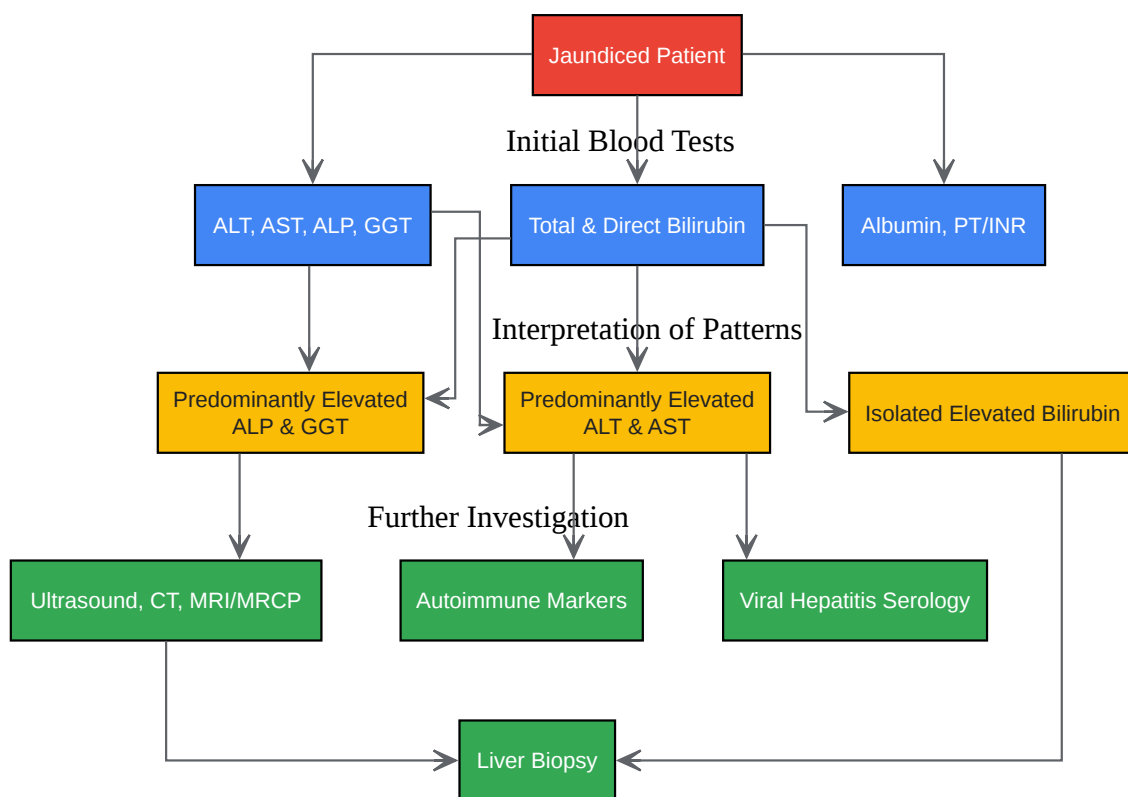 Jaundiced Patient
Initial Blood Tests
ALT, AST, ALP, GGT
Total & Direct Bilirubin
Albumin, PT/INR
Interpretation of Patterns
Predominantly Elevated
ALP & GGT
Predominantly Elevated
ALT & AST
Isolated Elevated Bilirubin
Further Investigation
Ultrasound, CT, MRI/MRCP
Autoimmune Markers
Viral Hepatitis Serology
Liver Biopsy